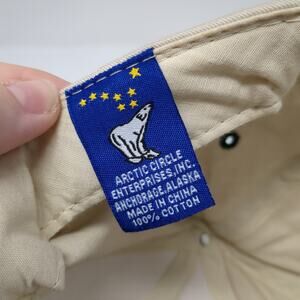 ARCTIC CIRCLE
ENTERPRISES, INC.
ANCHORAGE, ALASKA
MADE IN CHINA
100% COTTON